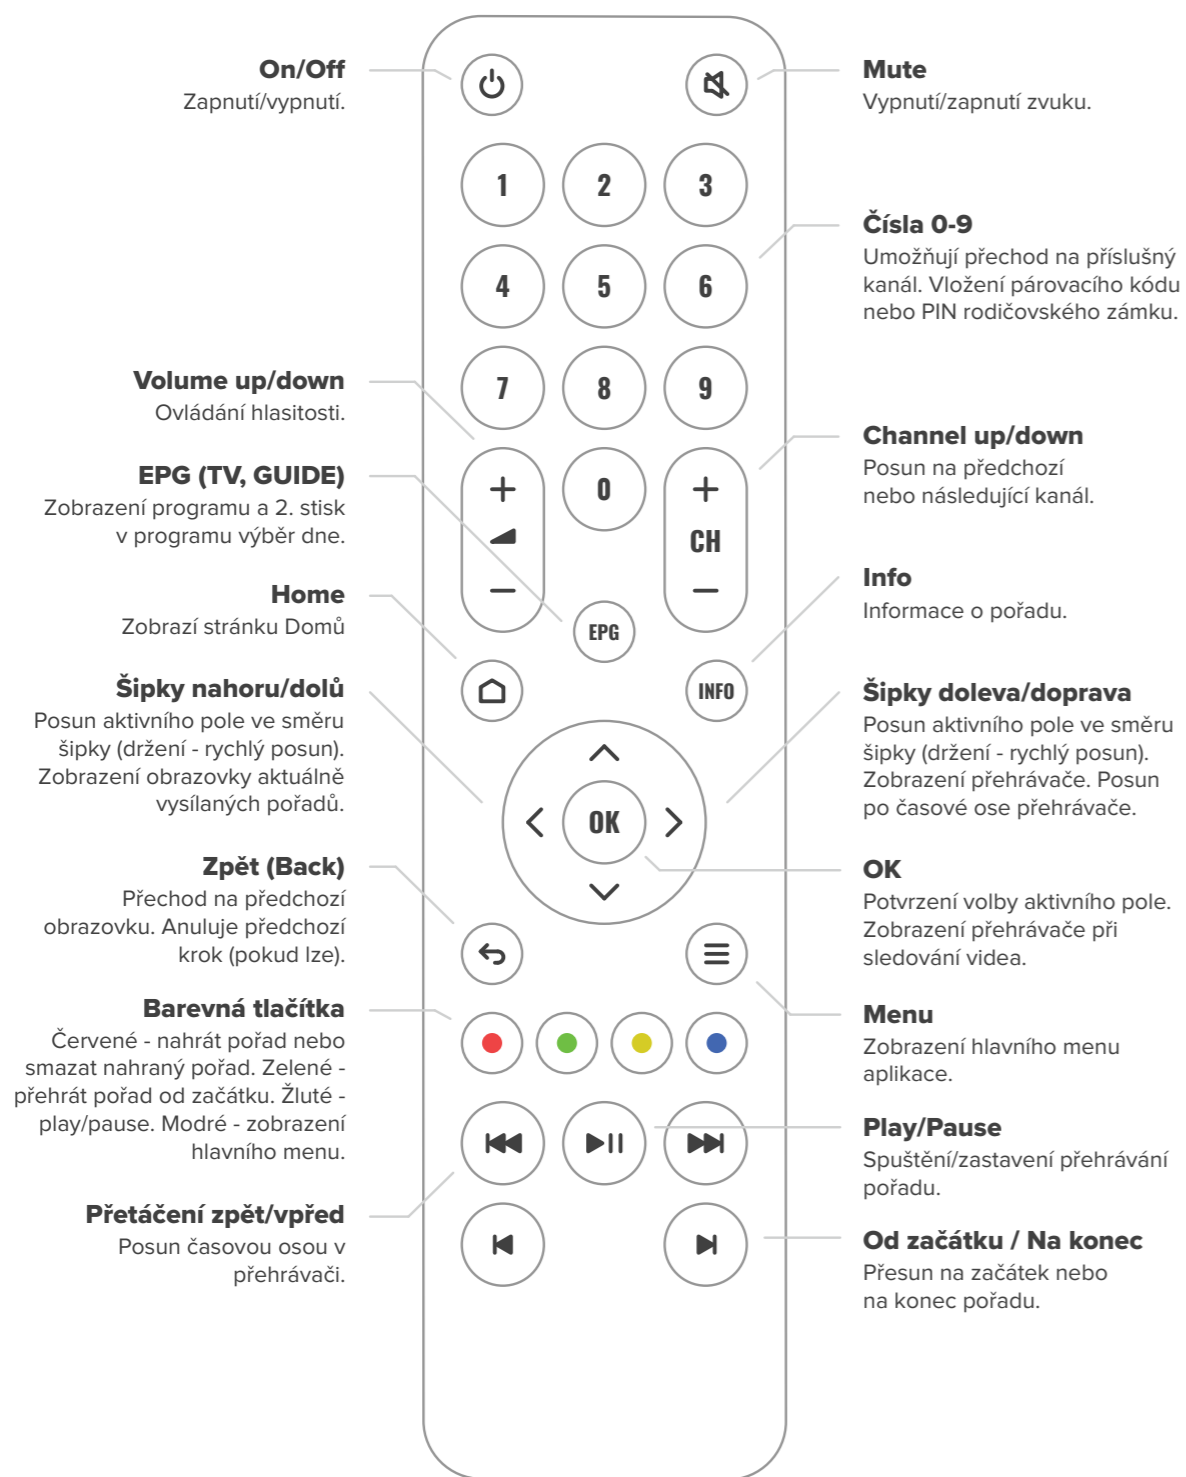 On/Off
Zapnutí/vypnutí.
Mute
Vypnutí/zapnutí zvuku.
1
2
3
Čísla 0-9
Umožňují přechod na příslušný
kanál. Vložení párovacího kódu
nebo PIN rodičovského zámku.
4
5
6
7
8
9
Volume up/down
Ovládání hlasitosti.
Channel up/down
Posun na předchozí
nebo následující kanál.
EPG (TV, GUIDE)
Zobrazení programu a 2. stisk
v programu výběr dne.
0
CH
Info
Informace o pořadu.
Home
Zobrazí stránku Domů
EPG
INFO
Šipky nahoru/dolů
Posun aktivního pole ve směru
šipky (držení - rychlý posun).
Zobrazení obrazovky aktuálně
vysílaných pořadů.
Šipky doleva/doprava
Posun aktivního pole ve směru
šipky (držení - rychlý posun).
Zobrazení přehrávače. Posun
po časové ose přehrávače.
OK
Zpět (Back)
Přechod na předchozí
obrazovku. Anuluje předchozí
krok (pokud lze).
OK
Potvrzení volby aktivního pole.
Zobrazení přehrávače při
sledování videa.
Barevná tlačítka
Červené - nahrát pořad nebo
smazat nahraný pořad. Zelené -
přehrát pořad od začátku. Žluté -
play/pause. Modré - zobrazení
hlavního menu.
Menu
Zobrazení hlavního menu
aplikace.
Play/Pause
Spuštění/zastavení přehrávání
pořadu.
Přetáčení zpět/vpřed
Posun časovou osou v
přehrávači.
Od začátku / Na konec
Přesun na začátek nebo
na konec pořadu.